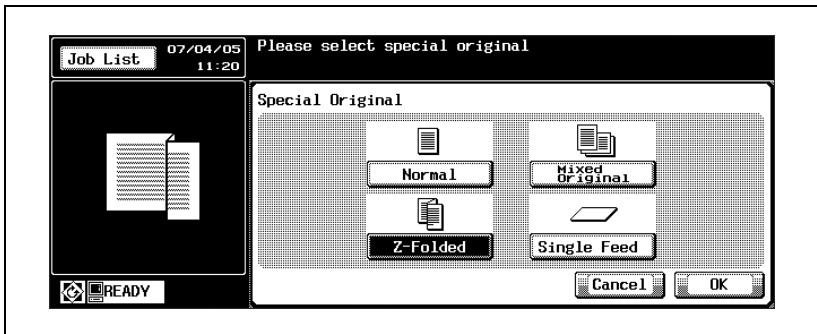 Job List
07/04/05
11:20
Please select special original
Special Original
Normal
Mixed
Original
Z-Folded
Single Feed
Cancel
OK
READY